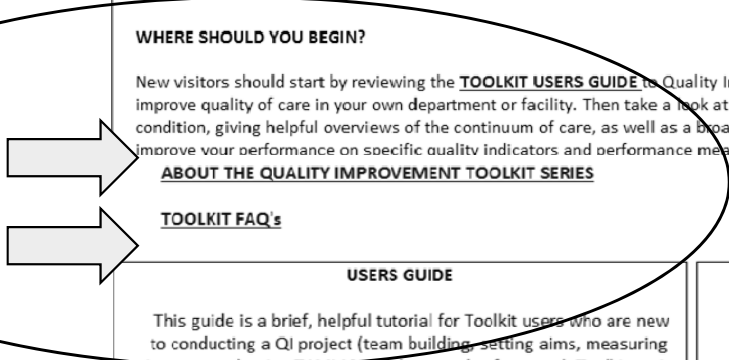 WHERE SHOULD YOU BEGIN?
New visitors should start by reviewing the TOOLKIT USERS GUIDE to Quality
improve quality of care in your own department or facility. Then take a look at
condition, giving helpful overviews of the continuum of care, as well as a
improve your performance on specific quality indicators and performance
ABOUT THE QUALITY IMPROVEMENT TOOLKIT SERIES
TOOLKIT FAQ's
USERS GUIDE
This guide is a brief, helpful tutorial for Toolkit users who are new
to conducting a QI project (team building, setting aims, measuring